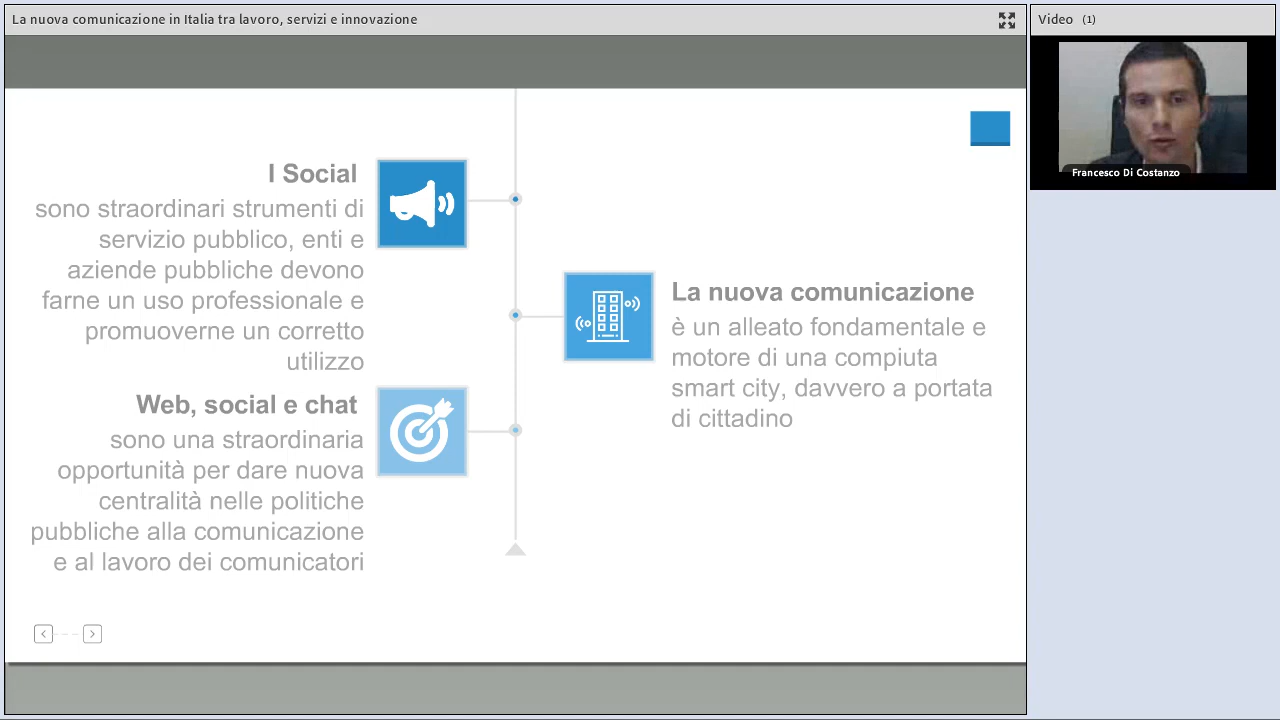 La nuova comunicazione in Italia tra lavoro, servizi e innovazione
Video (1)
Francesco Di Costanzo
I Social
sono straordinari strumenti di
servizio pubblico, enti e
aziende pubbliche devono
farne un uso professionale e
promuoverne un corretto
utilizzo
La nuova comunicazione
è un alleato fondamentale e
motore di una compiuta
smart city, davvero a portata
di cittadino
Web, social e chat
sono una straordinaria
opportunità per dare nuova
centralità nelle politiche
pubbliche alla comunicazione
e al lavoro dei comunicatori